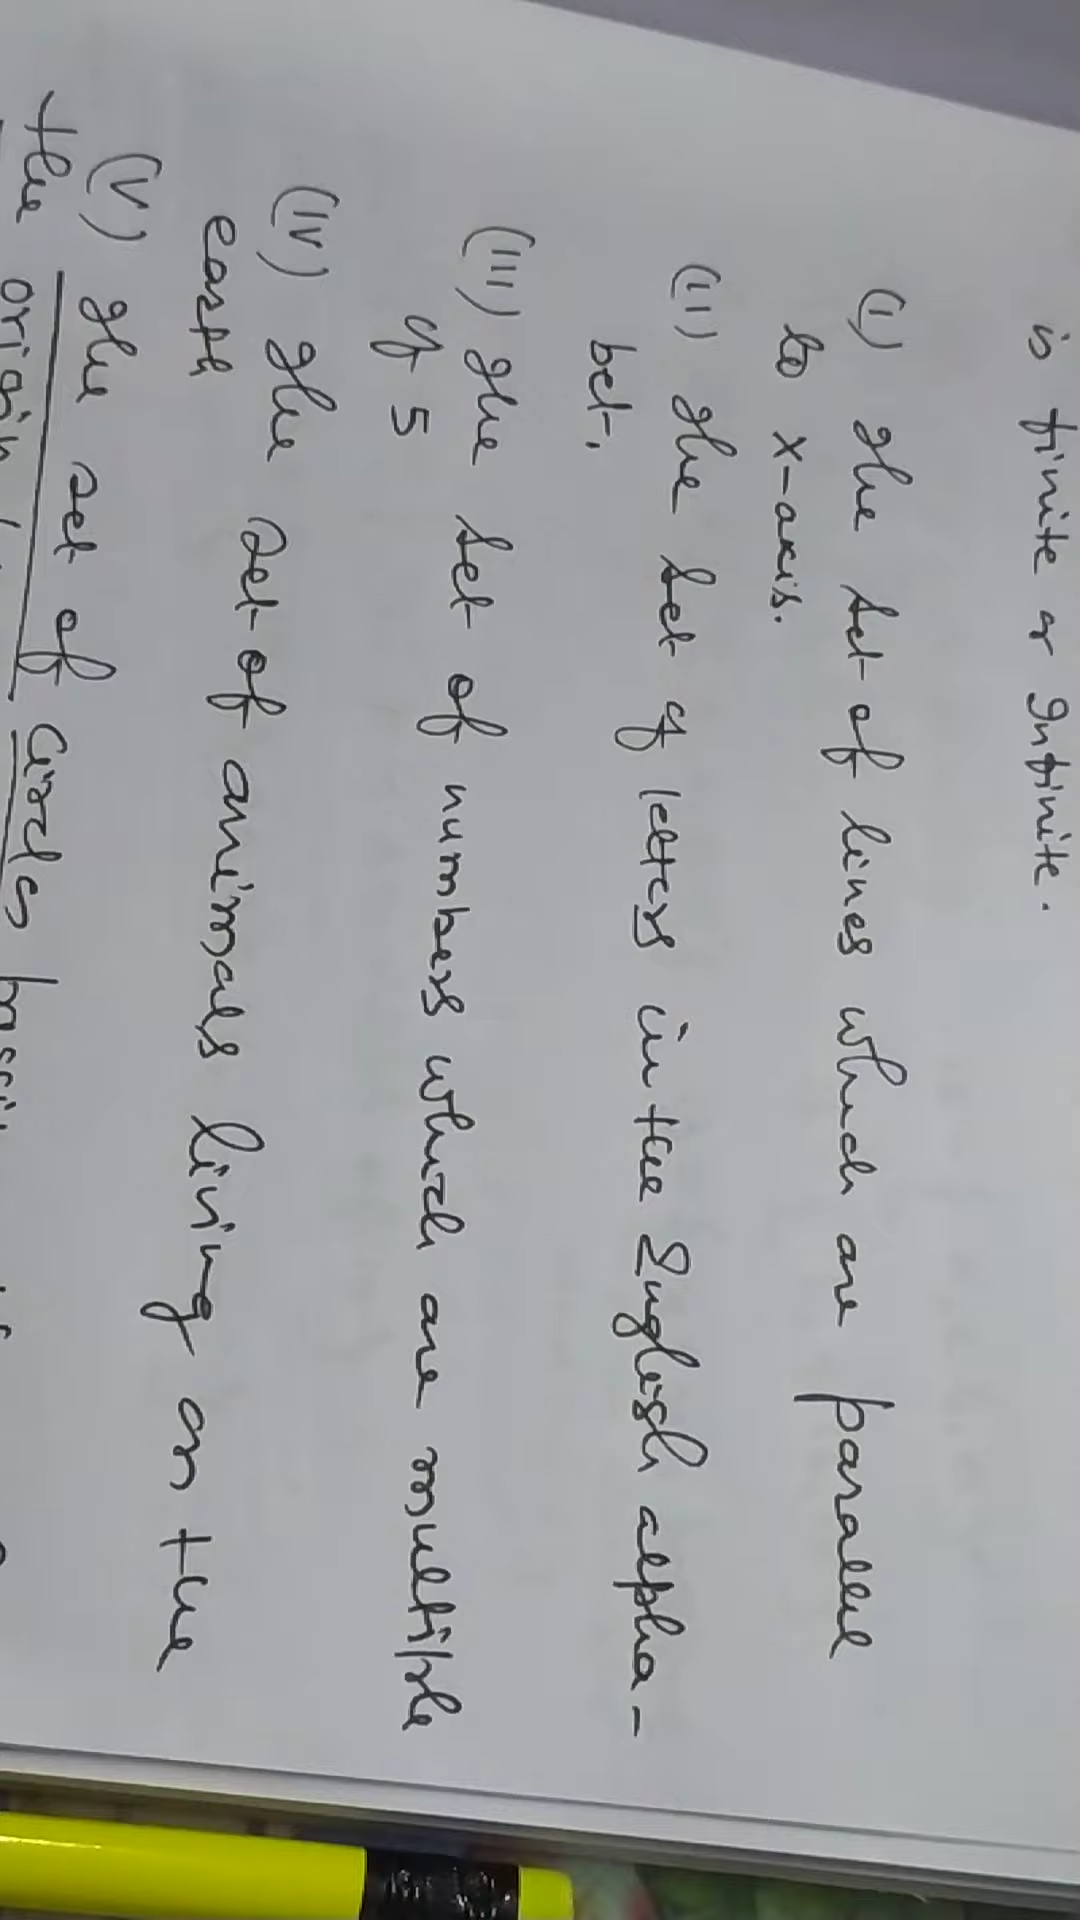 is finite or Infinite.
(i) The set of lines which are parallel
to x-axis.
(ii) The set of letters in the English alpha-
bet.
(iii) The set of numbers which are multiple
of 5
(iv) The set of animals living on the
earth
(v) The set of circles
the origin